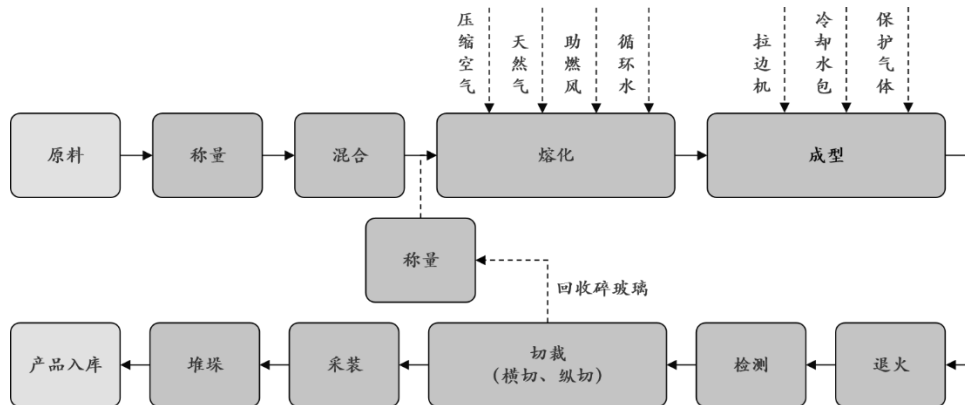 压缩空气
天然气
助燃风
循环水
拉边机
冷却水包
保护气体
原料
称量
混合
熔化
成型
称量
回收碎玻璃
产品入库
堆垛
采装
切裁
（横切、纵切）
检测
退火